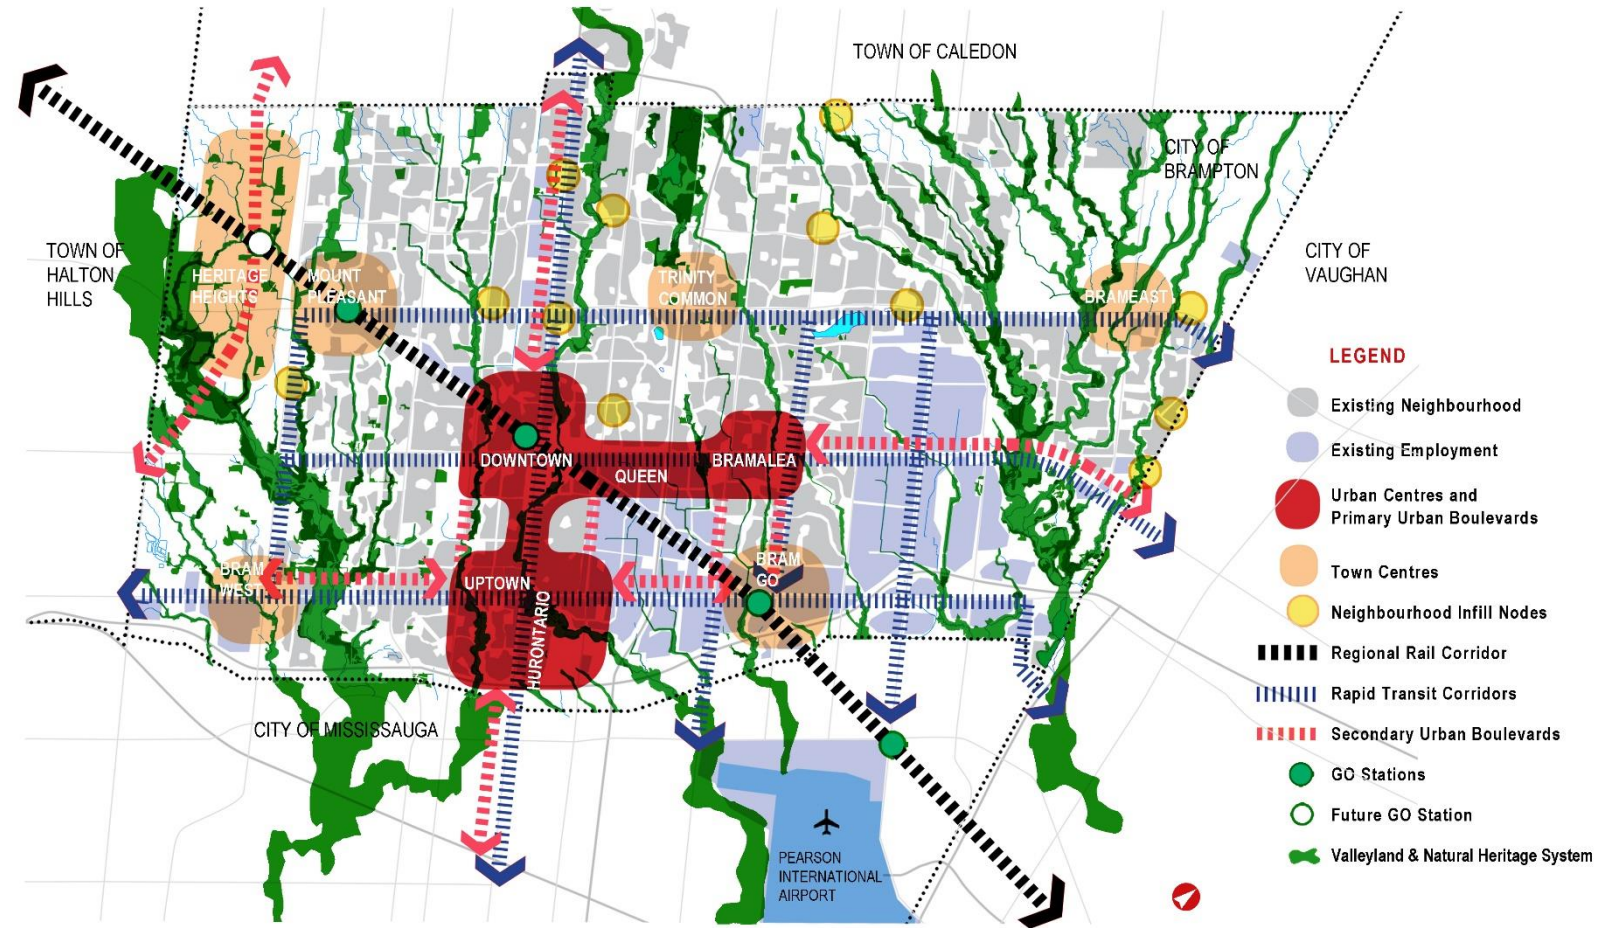 TOWN OF CALEDON
CITY OF
BRAMPTON
TOWN OF
HALTON
HILLS
CITY OF
VAUGHAN
HERITAGE
HEIGHTS
MOUNT
PLEASANT
TRINITY
COMMON
BRAMEAST
DOWNTOWN
QUEEN
BRAMALEA
BRAM
WEST
UPTOWN
HURONTARIO
BRAM
GO
CITY OF MISSISSAUGA
PEARSON
INTERNATIONAL
AIRPORT
LEGEND
Existing Neighbourhood
Existing Employment
Urban Centres and
Primary Urban Boulevards
Town Centres
Neighbourhood Infill Nodes
Regional Rail Corridor
Rapid Transit Corridors
Secondary Urban Boulevards
GO Stations
Future GO Station
Valleyland & Natural Heritage System